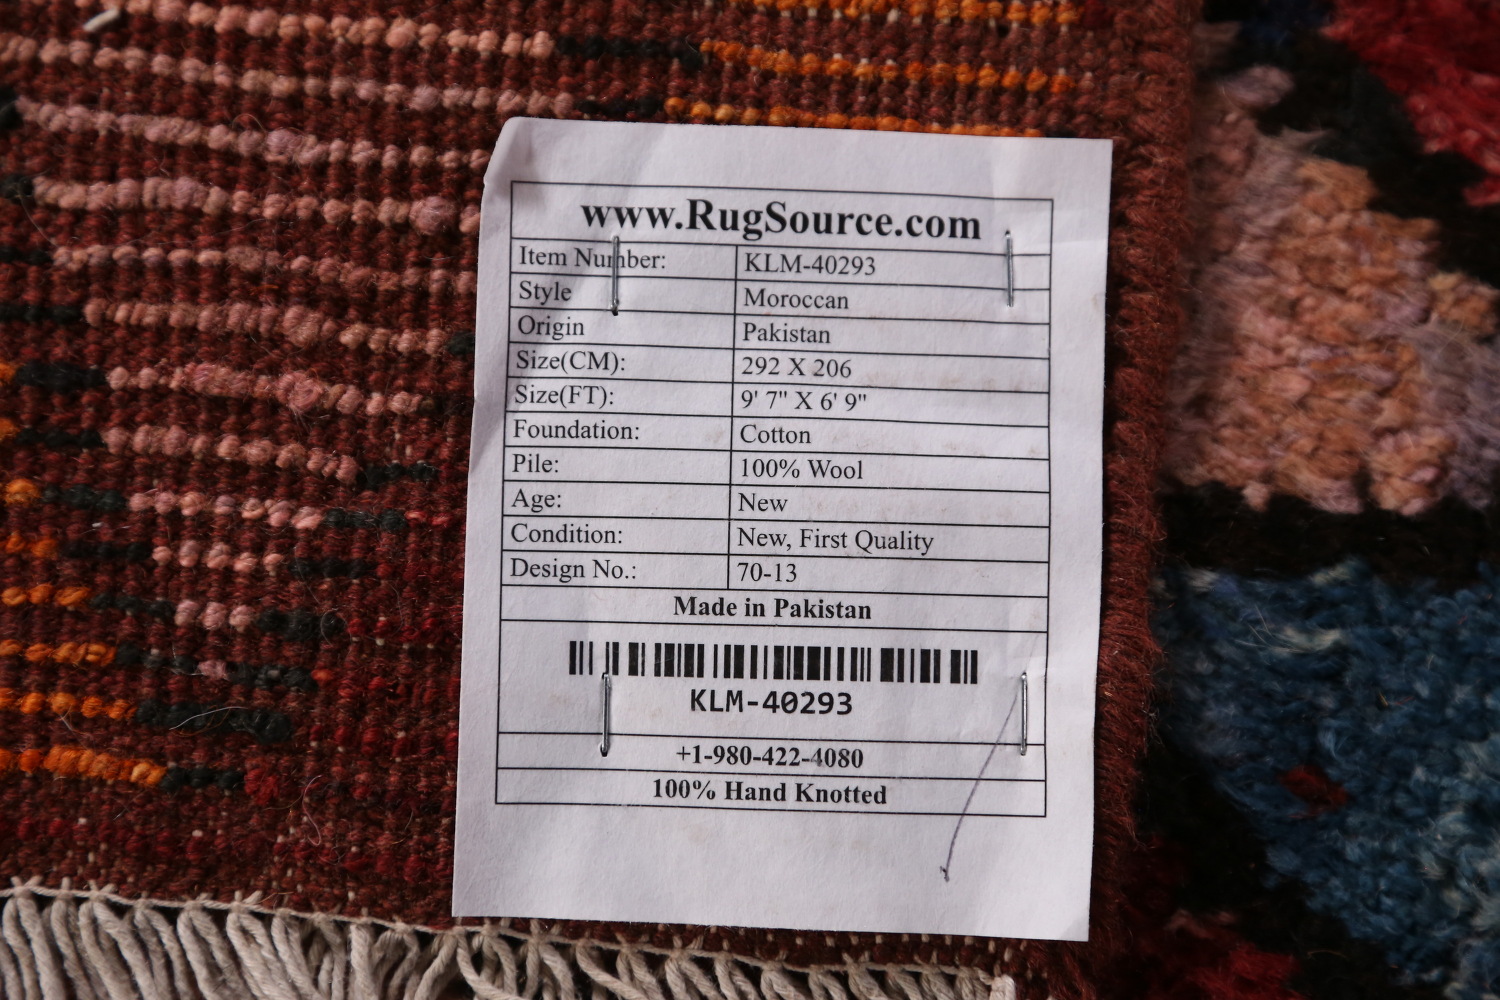 www.RugSource.com
Item Number: KLM-40293
Style Moroccan
Origin Pakistan
Size(CM): 292 X 206
Size(FT): 9' 7" X 6' 9"
Foundation: Cotton
Pile: 100% Wool
Age: New
Condition: New, First Quality
Design No.: 70-13
Made in Pakistan
KLM-40293
+1-980-422-4080
100% Hand Knotted